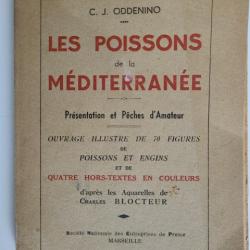 C. J. ODDENINO
LES POISSONS
de la
MÉDITERRANÉE
Présentation et Pêches d'Amateur
OUVRAGE ILLUSTRE DE 70 FIGURES
DE
POISSONS ET ENGINS
ET DE
QUATRE HORS-TEXTES EN COULEURS
d'après les Aquarelles de
CHARLES BLOCTEUR
Société Nationale des Entreprises de Presse
MARSEILLE